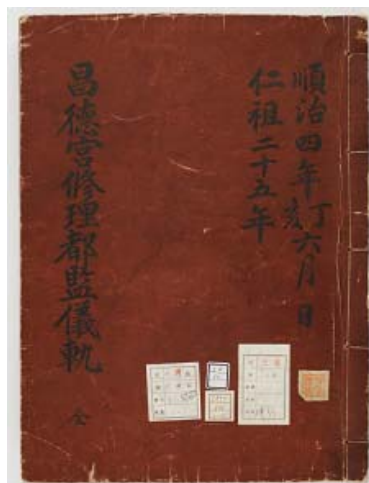 順治四年丁亥六月 日
仁祖二十五年
昌德宮修理都監儀軌 全